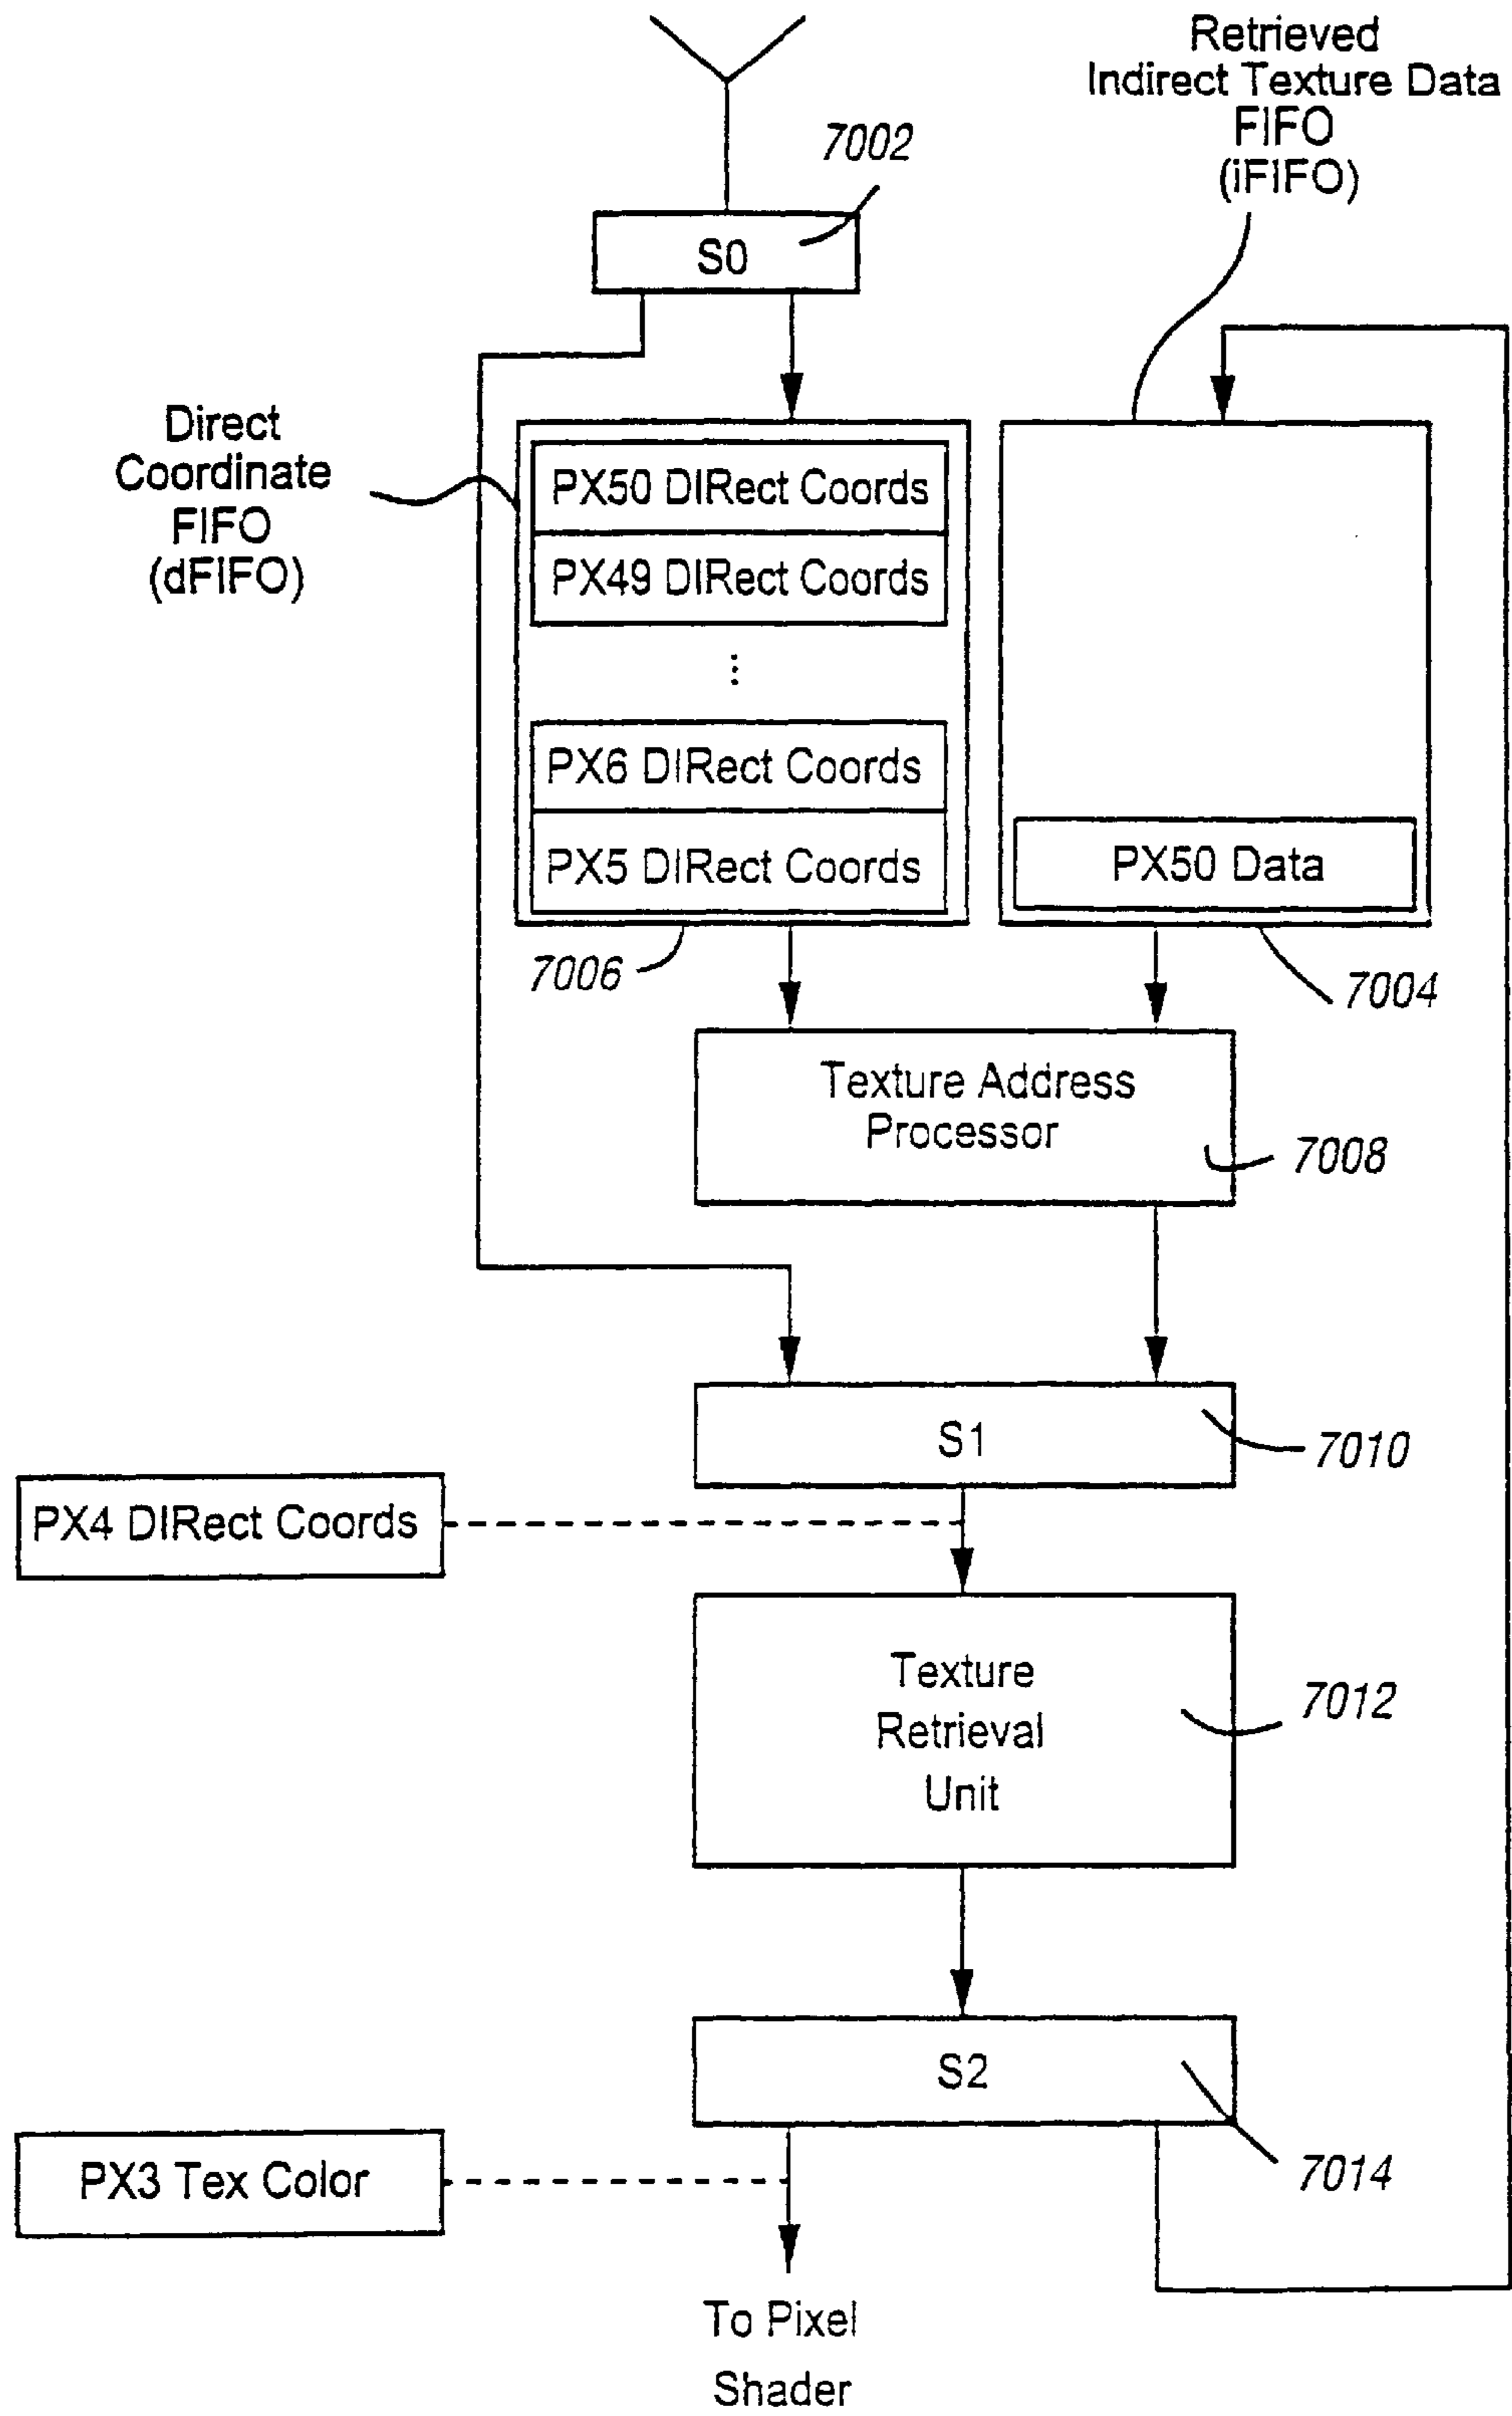 Retrieved
Indirect Texture Data
FIFO
(iFIFO)
7002
S0
Direct
Coordinate
FIFO
(dFIFO)
PX50 DIRect Coords
PX49 DIRect Coords
⋮
PX6 DIRect Coords
PX5 DIRect Coords
PX50 Data
7006
7004
Texture Address
Processor
7008
S1
7010
PX4 DIRect Coords
Texture
Retrieval
Unit
7012
S2
7014
PX3 Tex Color
To Pixel
Shader